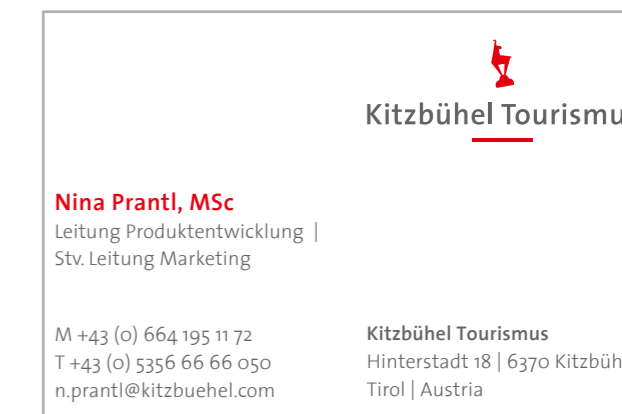 Kitzbühel Tourismu
Nina Prantl, MSc
Leitung Produktentwicklung |
Stv. Leitung Marketing
M +43 (0) 664 195 11 72
T +43 (0) 5356 66 66 050
n.prantl@kitzbuehel.com
Kitzbühel Tourismus
Hinterstadt 18 | 6370 Kitzbüh
Tirol | Austria